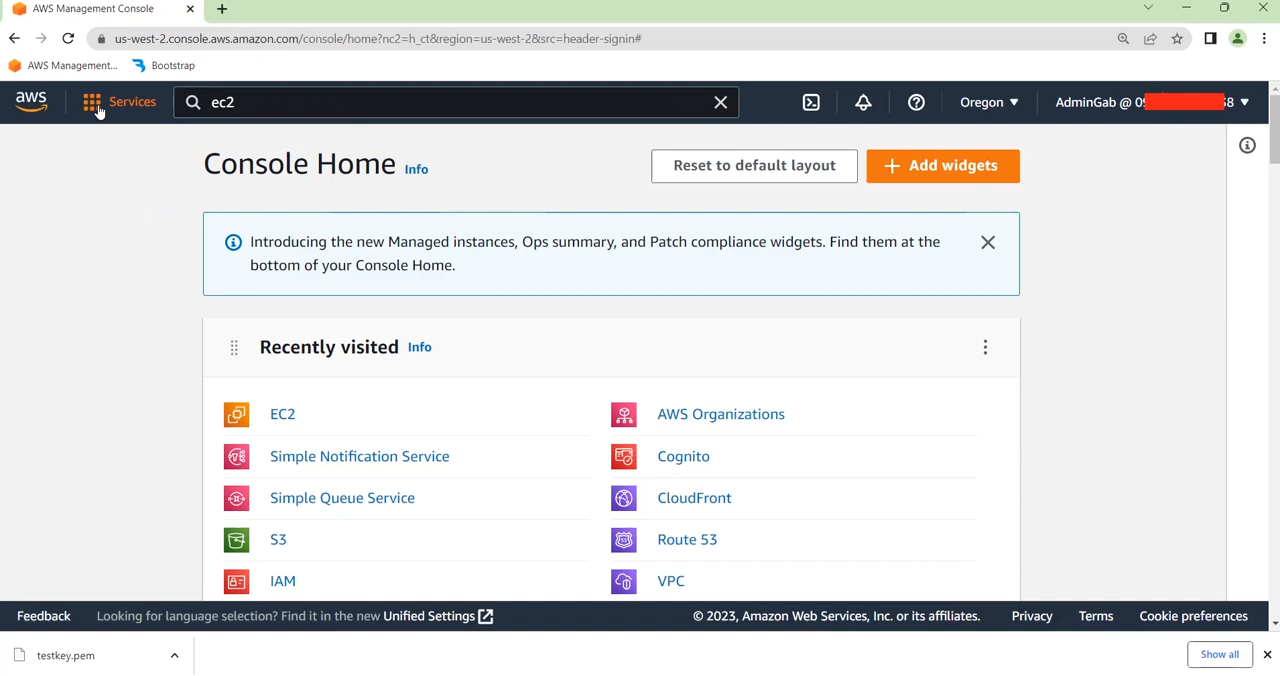 AWS Management Console
us-west-2.console.aws.amazon.com/console/home?nc2=h_ct&region=us-west-2&src=header-signin#
AWS Management... Bootstrap
aws Services ec2 Oregon AdminGab @ 8
Console Home Info Reset to default layout Add widgets
Introducing the new Managed instances, Ops summary, and Patch compliance widgets. Find them at the
bottom of your Console Home.
Recently visited Info
EC2 AWS Organizations
Simple Notification Service Cognito
Simple Queue Service CloudFront
S3 Route 53
IAM VPC
Feedback Looking for language selection? Find it in the new Unified Settings © 2023, Amazon Web Services, Inc. or its affiliates. Privacy Terms Cookie preferences
testkey.pem Show all